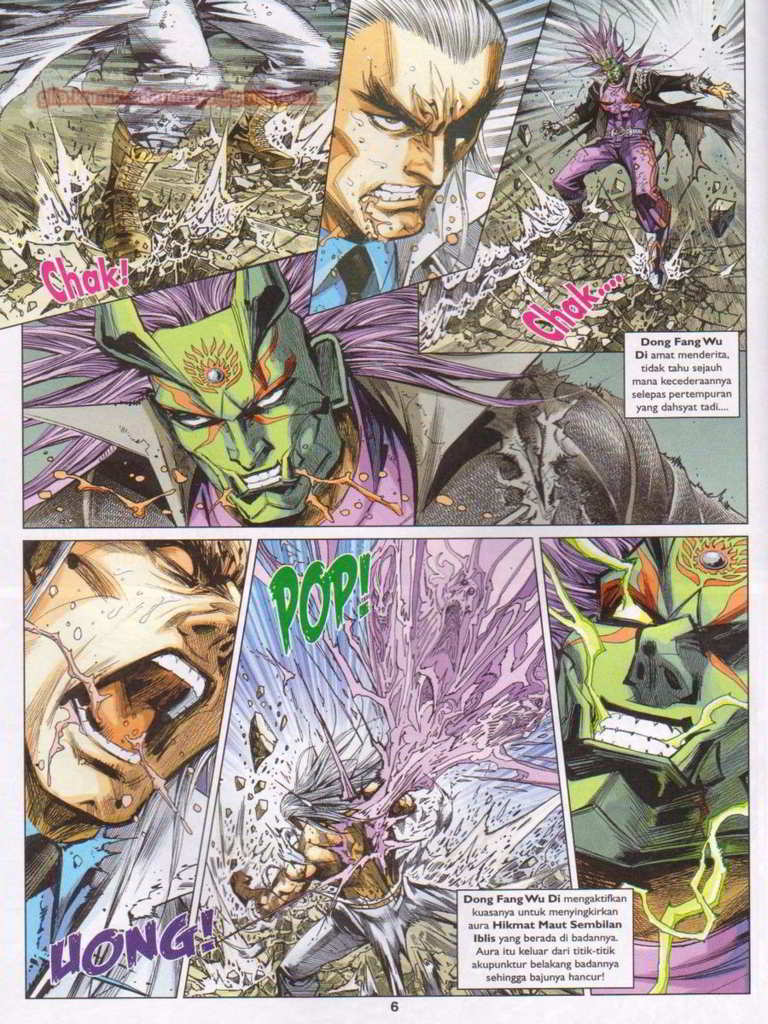 Chak!
Chak....
Dong Fang Wu
Di amat menderita,
tidak tahu sejauh
mana kecederaannya
selepas pertempuran
yang dahsyat tadi....
POP!
UONG!
Dong Fang Wu Di mengaktifkan
kuasanya untuk menyingkirkan
aura Hikmat Maut Sembilan
Iblis yang berada di badannya.
Aura itu keluar dari titik-titik
akupunktur belakang badannya
sehingga bajunya hancur!
6